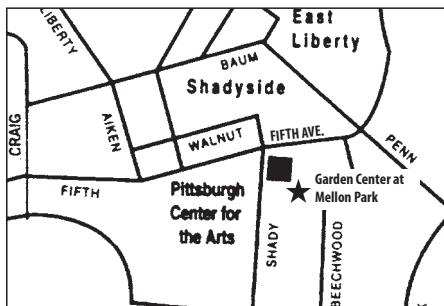 East
Liberty
LIBERTY
BAUM
Shadyside
CRAIG
AIKEN
WALNUT
FIFTH AVE.
PENN
FIFTH
Pittsburgh
Center for
the Arts
Garden Center at
Mellon Park
SHADY
BEECHWOOD